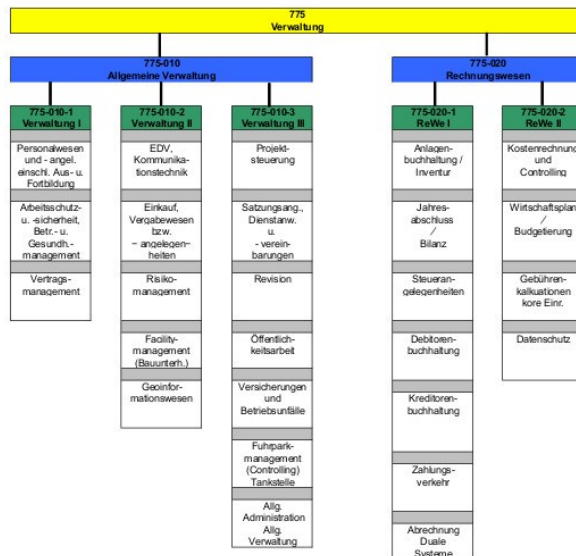 775
Verwaltung
775-010
Allgemeine Verwaltung
775-020
Rechnungswesen
775-010-1
Verwaltung I
Personalwesen
und - angel.
einschl. Aus- u.
Fortbildung
Arbeitsschutz-
u. -sicherheit,
Betr.- u.
Gesundh.-
management
Vertrags-
management
775-010-2
Verwaltung II
EDV,
Kommunika-
tionstechnik
Einkauf,
Vergabewesen
bzw.
- angelegen-
heiten
Risiko-
management
Facility-
management
(Bauunterh.)
Geoinfor-
mationswesen
775-010-3
Verwaltung III
Projekt-
steuerung
Satzungsang.,
Dienstanw.
u.
- verein-
barungen
Revision
Öffentlich-
keitsarbeit
Versicherungen
und
Betriebsunfälle
Fuhrpark-
management
(Controlling)
Tankstelle
Allg.
Administration
Allg.
Verwaltung
775-020-1
ReWe I
Anlagen-
buchhaltung /
Inventur
Jahres-
abschluss
/
Bilanz
Steueran-
gelegenheiten
Debitoren-
buchhaltung
Kreditoren-
buchhaltung
Zahlungs-
verkehr
Abrechnung
Duale
Systeme
775-020-2
ReWe II
Kostenrechnung
und
Controlling
Wirtschaftsplan
/
Budgetierung
Gebühren-
kalkuationen
kore Einr.
Datenschutz